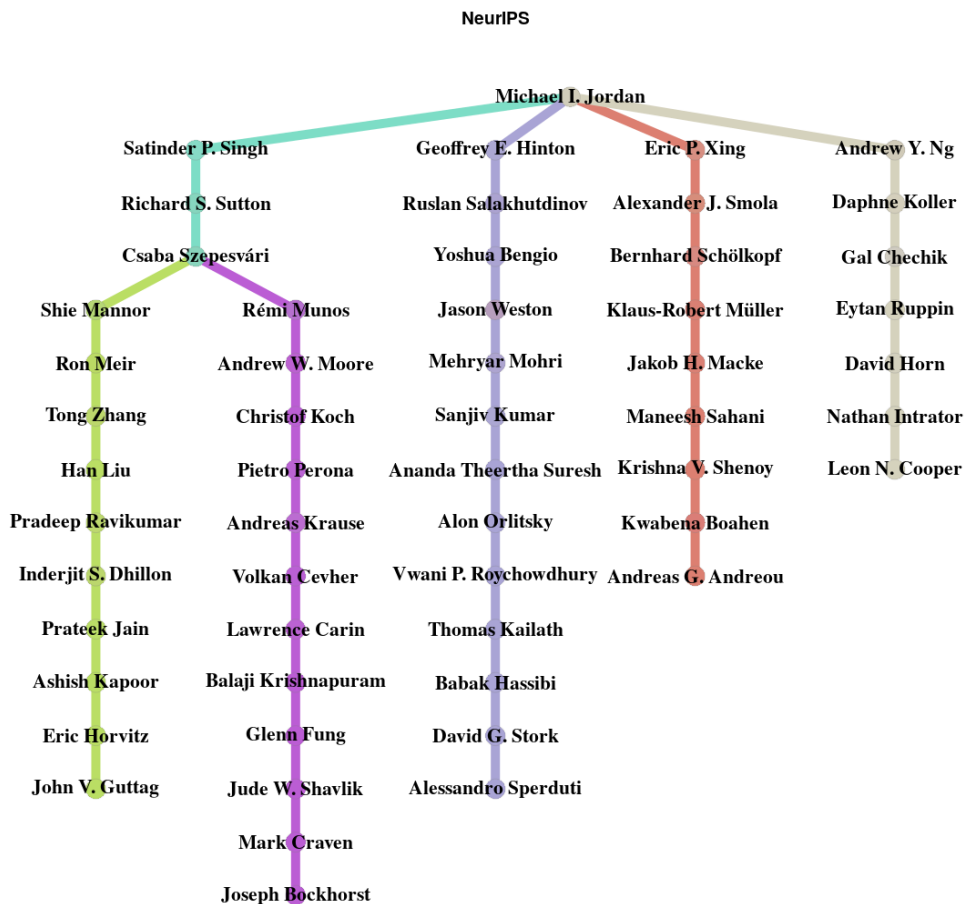 NeurIPS
Michael I. Jordan
Satinder P. Singh
Geoffrey E. Hinton
Eric P. Xing
Andrew Y. Ng
Richard S. Sutton
Ruslan Salakhutdinov
Alexander J. Smola
Daphne Koller
Csaba Szepesvári
Yoshua Bengio
Bernhard Schölkopf
Gal Chechik
Shie Mannor
Rémi Munos
Jason Weston
Klaus-Robert Müller
Eytan Ruppin
Ron Meir
Andrew W. Moore
Mehryar Mohri
Jakob H. Macke
David Horn
Tong Zhang
Christof Koch
Sanjiv Kumar
Maneesh Sahani
Nathan Intrator
Han Liu
Pietro Perona
Ananda Theertha Suresh
Krishna V. Shenoy
Leon N. Cooper
Pradeep Ravikumar
Andreas Krause
Alon Orlitsky
Kwabena Boahen
Inderjit S. Dhillon
Volkan Cevher
Vwani P. Roychowdhury
Andreas G. Andreou
Prateek Jain
Lawrence Carin
Thomas Kailath
Ashish Kapoor
Balaji Krishnapuram
Babak Hassibi
Eric Horvitz
Glenn Fung
David G. Stork
John V. Guttag
Jude W. Shavlik
Alessandro Sperduti
Mark Craven
Joseph Bockhorst